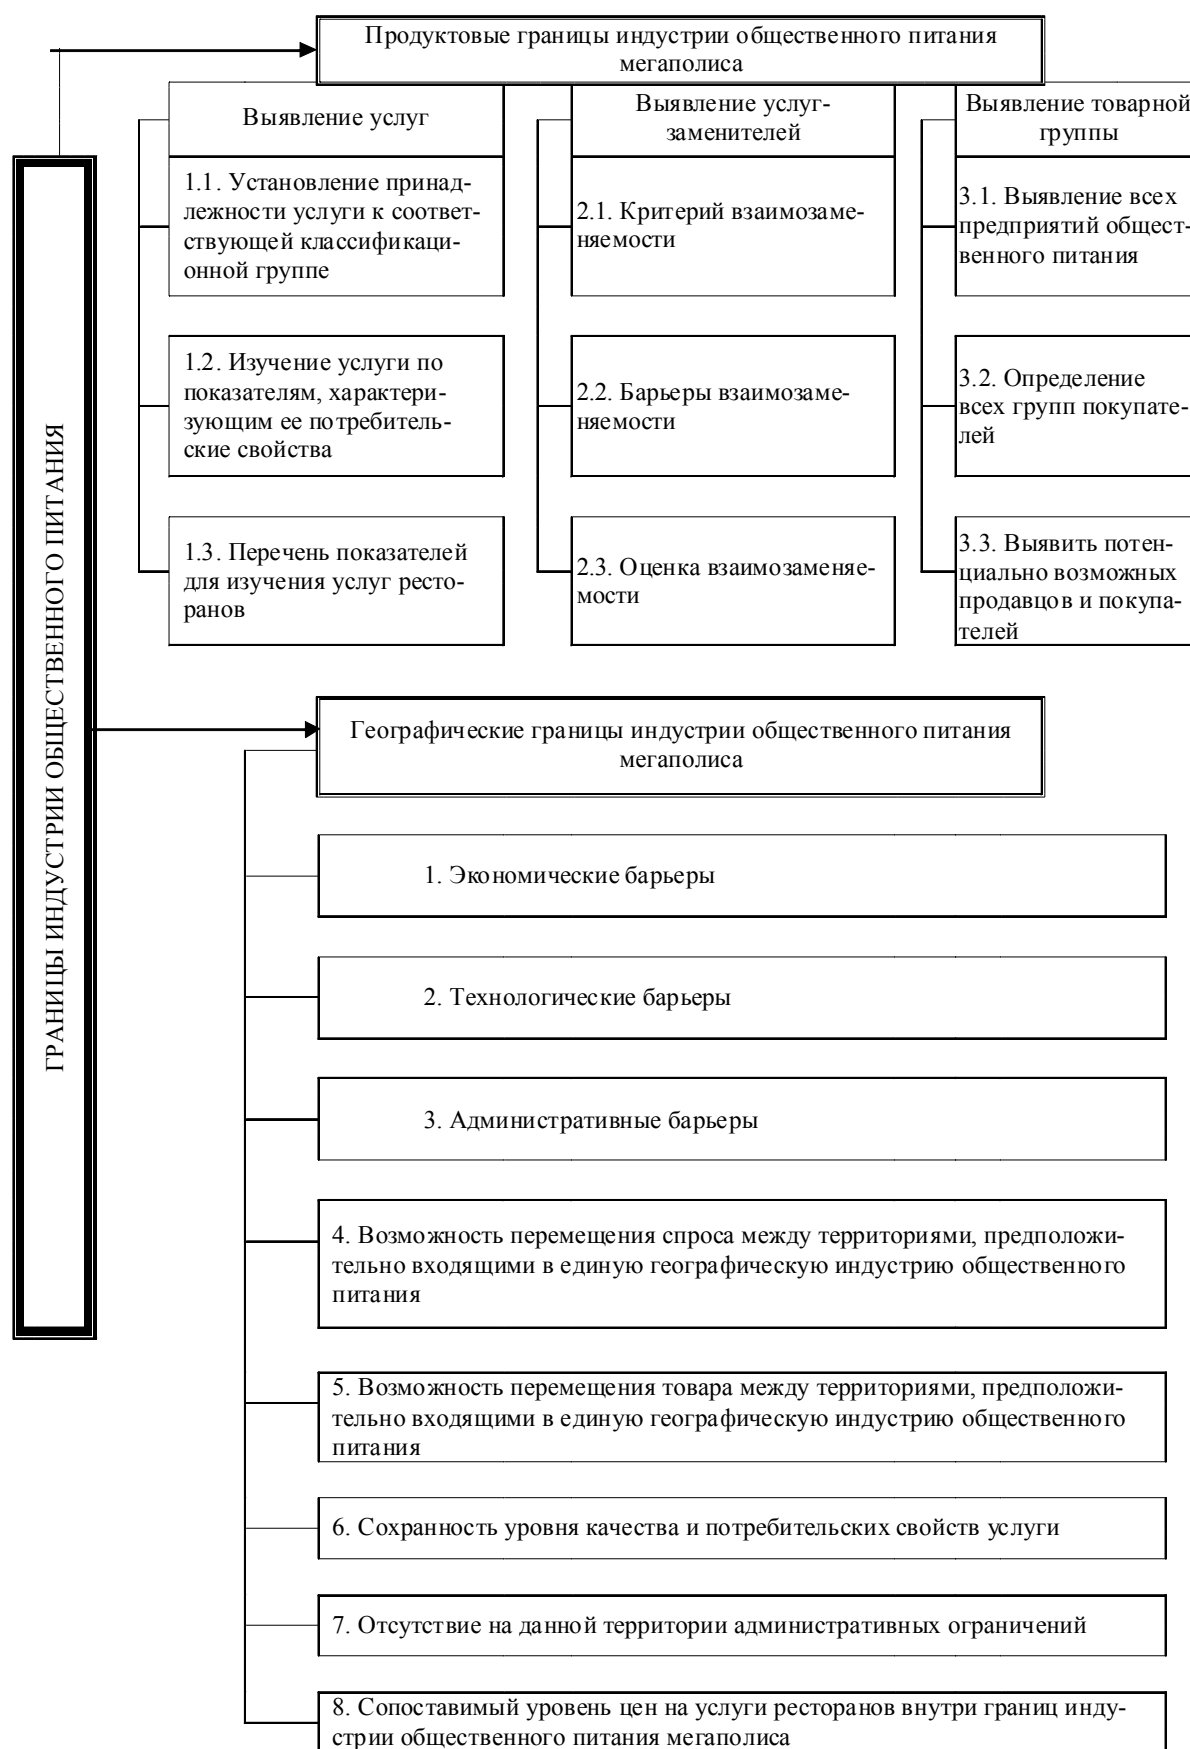 Продуктовые границы индустрии общественного питания
мегаполиса
Выявление услуг
1.1. Установление принад-
лежности услуги к соответ-
ствующей классификаци-
онной группе
1.2. Изучение услуги по
показателям, характери-
зующим ее потребитель-
ские свойства
1.3. Перечень показателей
для изучения услуг ресто-
ранов
Выявление услуг-
заменителей
2.1. Критерий взаимозаме-
няемости
2.2. Барьеры взаимозаме-
няемости
2.3. Оценка взаимозаменяе-
мости
Выявление товарной
группы
3.1. Выявление всех
предприятий общест-
венного питания
3.2. Определение
всех групп покупате-
лей
3.3. Выявить потен-
циально возможных
продавцов и покупа-
телей
ГРАНИЦЫ ИНДУСТРИИ ОБЩЕСТВЕННОГО ПИТАНИЯ
Географические границы индустрии общественного питания
мегаполиса
1. Экономические барьеры
2. Технологические барьеры
3. Административные барьеры
4. Возможность перемещения спроса между территориями, предположи-
тельно входящими в единую географическую индустрию общественного
питания
5. Возможность перемещения товара между территориями, предположи-
тельно входящими в единую географическую индустрию общественного
питания
6. Сохранность уровня качества и потребительских свойств услуги
7. Отсутствие на данной территории административных ограничений
8. Сопоставимый уровень цен на услуги ресторанов внутри границ инду-
стрии общественного питания мегаполиса